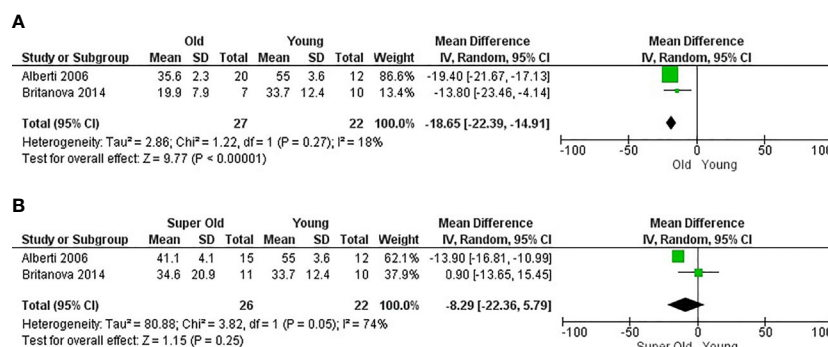 A
Old Young Mean Difference Mean Difference
Study or Subgroup Mean SD Total Mean SD Total Weight IV, Random, 95% CI IV, Random, 95% CI
Alberti 2006 35.6 2.3 20 55 3.6 12 86.6% -19.40 [-21.67, -17.13]
Britanova 2014 19.9 7.9 7 33.7 12.4 10 13.4% -13.80 [-23.46, -4.14]
Total (95% CI) 27 22 100.0% -18.65 [-22.39, -14.91]
Heterogeneity: Tau² = 2.86; Chi² = 1.22, df = 1 (P = 0.27); I² = 18%
Test for overall effect: Z = 9.77 (P < 0.00001)
-100 -50 0 50 100
Old Young
B
Super Old Young Mean Difference Mean Difference
Study or Subgroup Mean SD Total Mean SD Total Weight IV, Random, 95% CI IV, Random, 95% CI
Alberti 2006 41.1 4.1 15 55 3.6 12 62.1% -13.90 [-16.81, -10.99]
Britanova 2014 34.6 20.9 11 33.7 12.4 10 37.9% 0.90 [-13.65, 15.45]
Total (95% CI) 26 22 100.0% -8.29 [-22.36, 5.79]
Heterogeneity: Tau² = 80.88; Chi² = 3.82, df = 1 (P = 0.05); I² = 74%
Test for overall effect: Z = 1.15 (P = 0.25)
-100 -50 0 50 100
Super Old Young